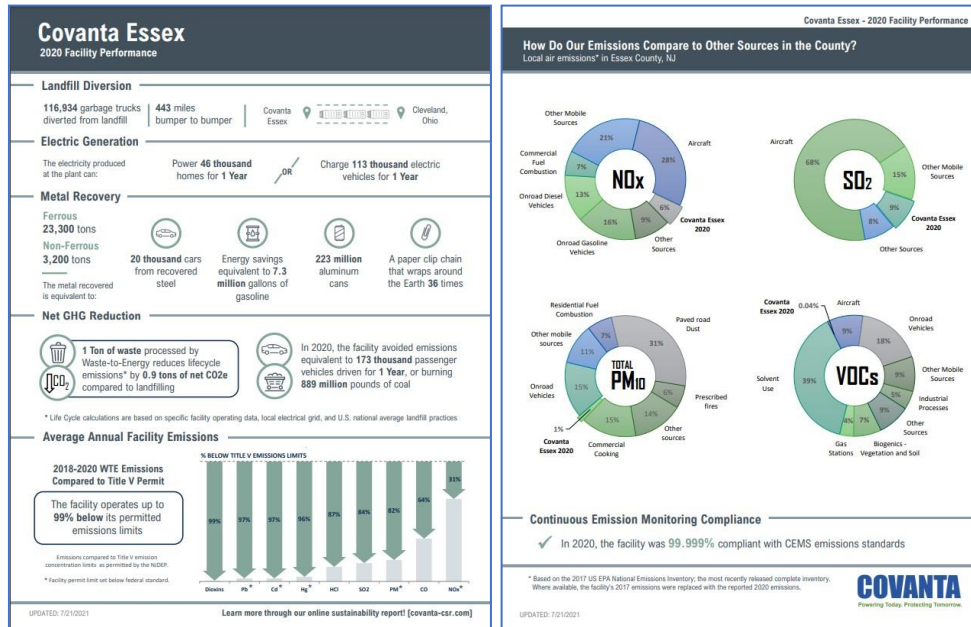 Covanta Essex
2020 Facility Performance
Landfill Diversion
116,934 garbage trucks
diverted from landfill
443 miles
bumper to bumper
Covanta
Essex
Cleveland,
Ohio
Electric Generation
The electricity produced
at the plant can:
Power 46 thousand
homes for 1 Year
OR
Charge 113 thousand electric
vehicles for 1 Year
Metal Recovery
Ferrous
23,300 tons
Non-Ferrous
3,200 tons
The metal recovered
is equivalent to:
20 thousand cars
from recovered
steel
Energy savings
equivalent to 7.3
million gallons of
gasoline
223 million
aluminum
cans
A paper clip chain
that wraps around
the Earth 36 times
Net GHG Reduction
CO2
1 Ton of waste processed by
Waste-to-Energy reduces lifecycle
emissions* by 0.9 tons of net CO2e
compared to landfilling
In 2020, the facility avoided emissions
equivalent to 173 thousand passenger
vehicles driven for 1 Year, or burning
889 million pounds of coal
* Life Cycle calculations are based on specific facility operating data, local electrical grid, and U.S. national average landfill practices
Average Annual Facility Emissions
2018-2020 WTE Emissions
Compared to Title V Permit
The facility operates up to
99% below its permitted
emissions limits
Emissions compared to Title V emission
concentration limits as permitted by the NJDEP.
* Facility permit limit set below federal standard.
% BELOW TITLE V EMISSIONS LIMITS
99% 97% 97% 96% 87% 84% 82% 64% 31%
Dioxins Pb* Cd* Hg* HCl SO2 PM* CO NOx*
UPDATED: 7/21/2021
Learn more through our online sustainability report! [covanta-csr.com]
Covanta Essex - 2020 Facility Performance
How Do Our Emissions Compare to Other Sources in the County?
Local air emissions* in Essex County, NJ
NOx
Other Mobile
Sources
21%
Aircraft
28%
Covanta Essex
2020
6%
Other
Sources
9%
Onroad Gasoline
Vehicles
16%
Onroad Diesel
Vehicles
13%
Commercial
Fuel
Combustion
7%
SO2
Aircraft
68%
Other Mobile
Sources
15%
Covanta Essex
2020
9%
Other Sources
8%
TOTAL
PM10
Residential Fuel
Combustion
7%
Paved road
Dust
31%
Prescribed
fires
6%
Other
sources
14%
Commercial
Cooking
15%
Covanta
Essex 2020
1%
Onroad
Vehicles
15%
Other mobile
sources
11%
VOCs
Covanta
Essex 2020
0.04%
Aircraft
9%
Onroad
Vehicles
18%
Other Mobile
Sources
9%
Industrial
Processes
5%
Other
Sources
9%
Biogenics -
Vegetation and Soil
7%
Gas
Stations
4%
Solvent
Use
39%
Continuous Emission Monitoring Compliance
In 2020, the facility was 99.999% compliant with CEMS emissions standards
* Based on the 2017 US EPA National Emissions Inventory; the most recently released complete inventory.
Where available, the facility's 2017 emissions were replaced with the reported 2020 emissions.
UPDATED: 7/21/2021
COVANTA
Powering Today. Protecting Tomorrow.